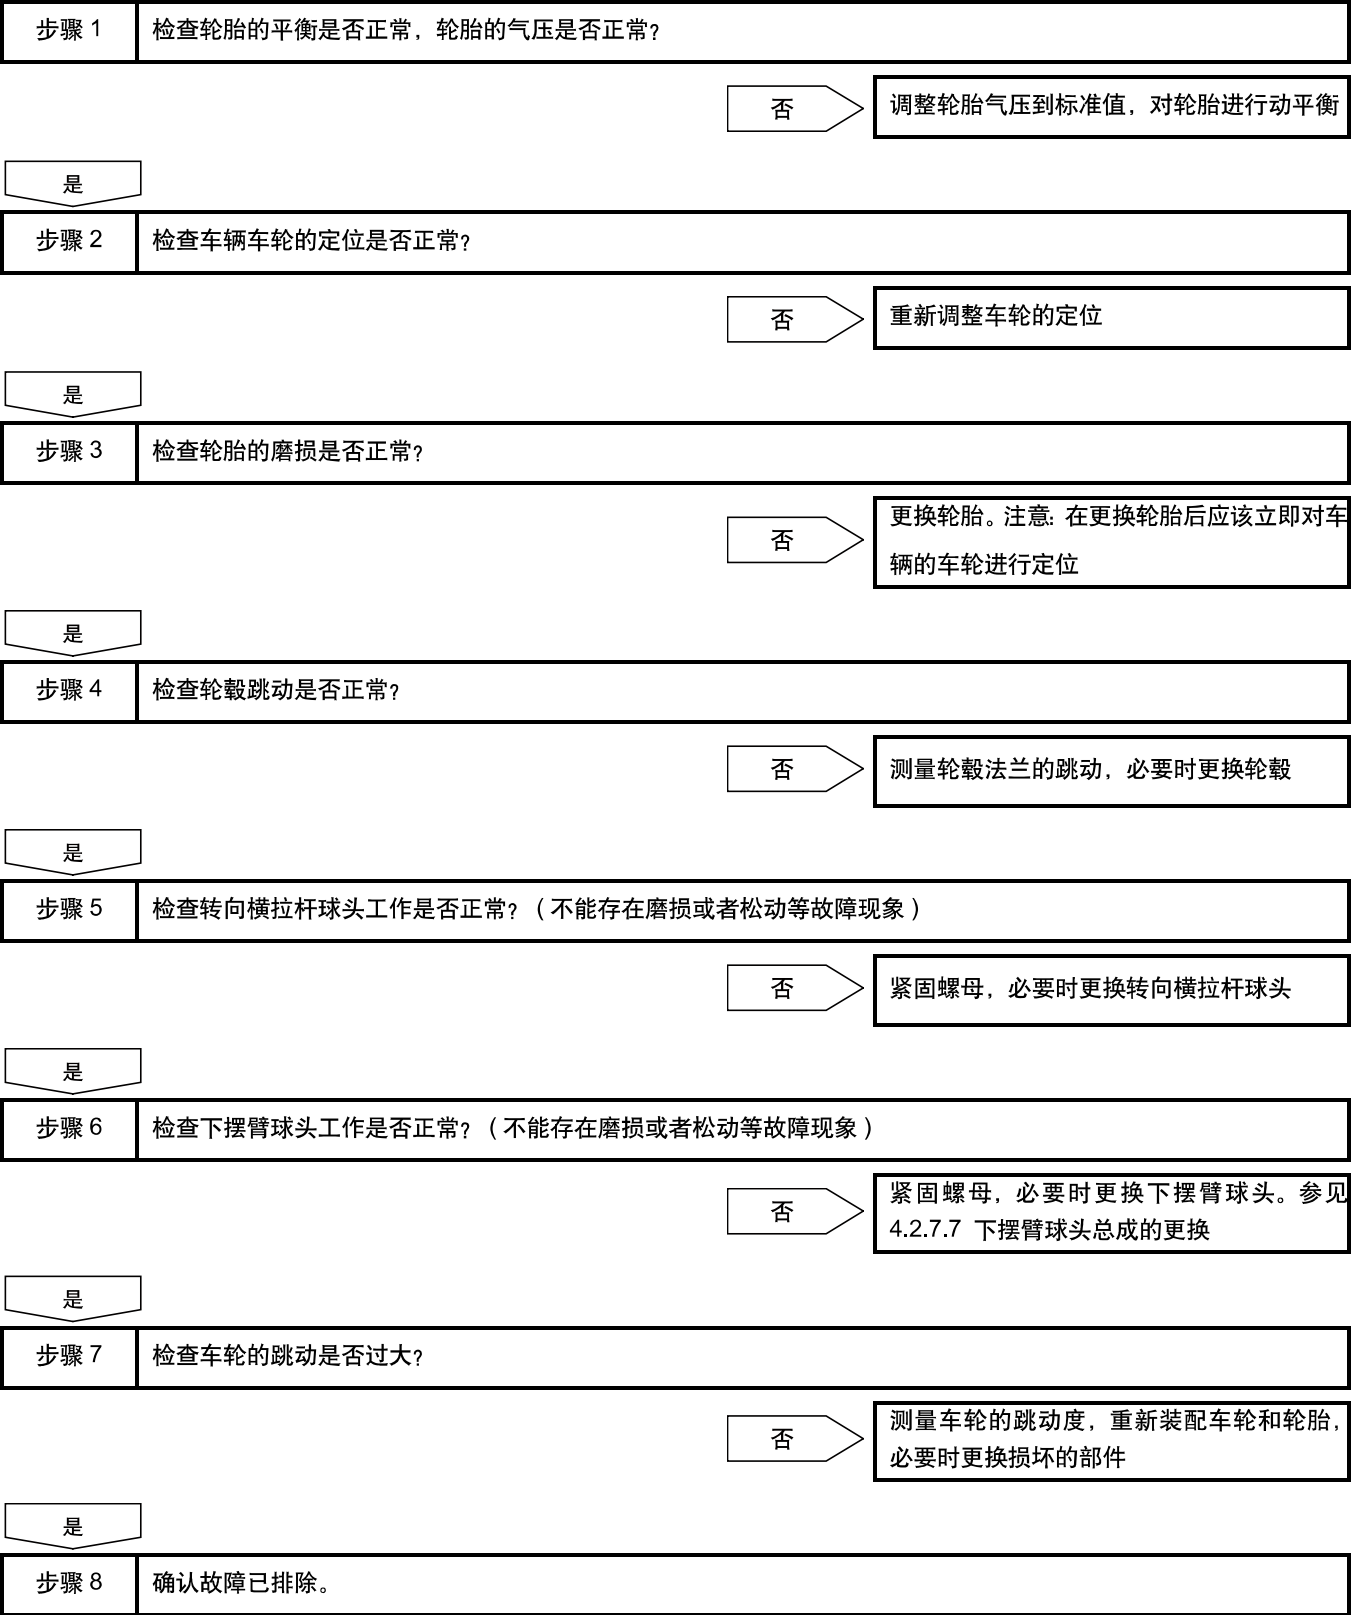 步骤 1 检查轮胎的平衡是否正常，轮胎的气压是否正常？
否 调整轮胎气压到标准值，对轮胎进行动平衡
是
步骤 2 检查车辆车轮的定位是否正常？
否 重新调整车轮的定位
是
步骤 3 检查轮胎的磨损是否正常？
否 更换轮胎。注意：在更换轮胎后应该立即对车
辆的车轮进行定位
是
步骤 4 检查轮毂跳动是否正常？
否 测量轮毂法兰的跳动，必要时更换轮毂
是
步骤 5 检查转向横拉杆球头工作是否正常？（不能存在磨损或者松动等故障现象）
否 紧固螺母，必要时更换转向横拉杆球头
是
步骤 6 检查下摆臂球头工作是否正常？（不能存在磨损或者松动等故障现象）
否 紧固螺母，必要时更换下摆臂球头。参见
4.2.7.7 下摆臂球头总成的更换
是
步骤 7 检查车轮的跳动是否过大？
否 测量车轮的跳动度，重新装配车轮和轮胎，
必要时更换损坏的部件
是
步骤 8 确认故障已排除。